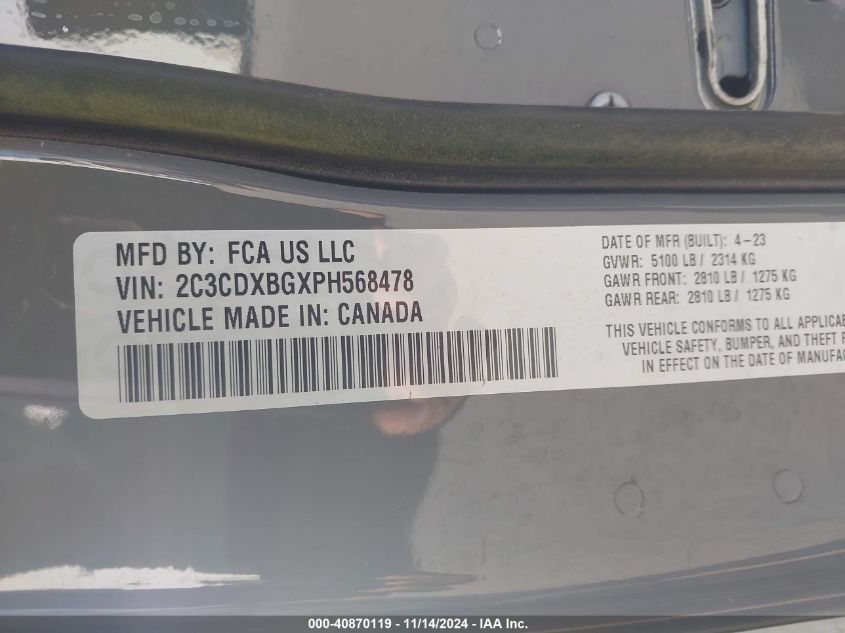 MFD BY: FCA US LLC
VIN: 2C3CDXBGXPH568478
VEHICLE MADE IN: CANADA
DATE OF MFR (BUILT): 4-23
GVWR: 5100 LB / 2314 KG
GAWR FRONT: 2810 LB / 1275 KG
GAWR REAR: 2810 LB / 1275 KG
THIS VEHICLE CONFORMS TO ALL APPLICAB
VEHICLE SAFETY, BUMPER, AND THEFT P
IN EFFECT ON THE DATE OF MANUFAC
000-40870119 - 11/14/2024 - IAA Inc.